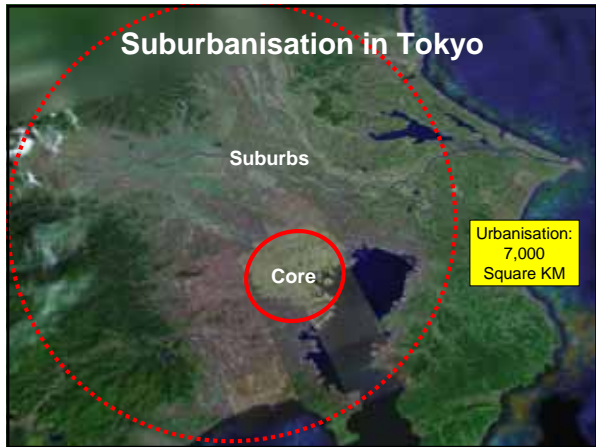 Suburbanisation in Tokyo
Suburbs
Urbanisation:
7,000
Square KM
Core